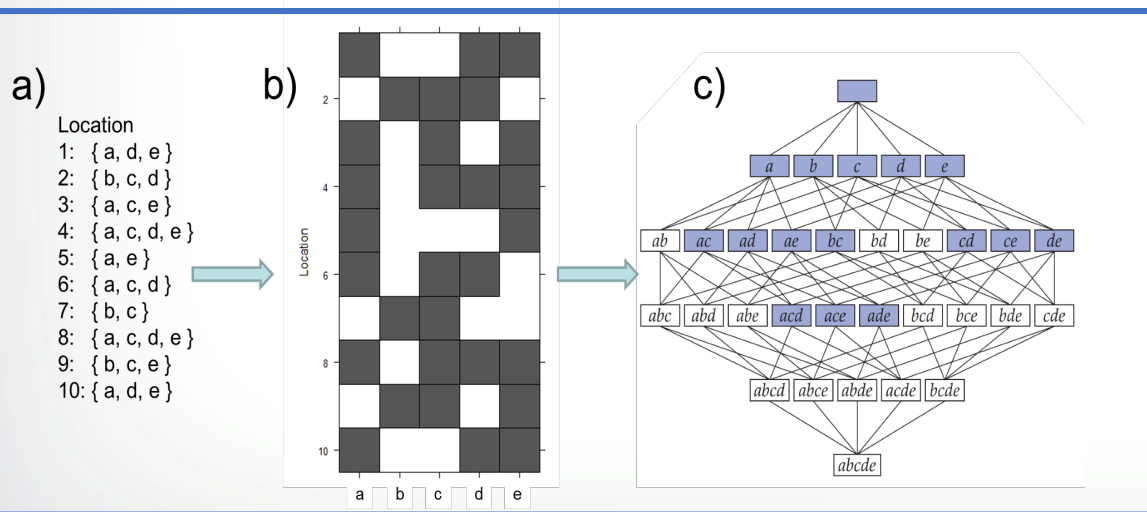 a)
Location
1: { a, d, e }
2: { b, c, d }
3: { a, c, e }
4: { a, c, d, e }
5: { a, e }
6: { a, c, d }
7: { b, c }
8: { a, c, d, e }
9: { b, c, e }
10: { a, d, e }
b)
Location
2
4
6
8
10
a b c d e
c)
a b c d e
ab ac ad ae bc bd be cd ce de
abc abd abe acd ace ade bcd bce bde cde
abcd abce abde acde bcde
abcde